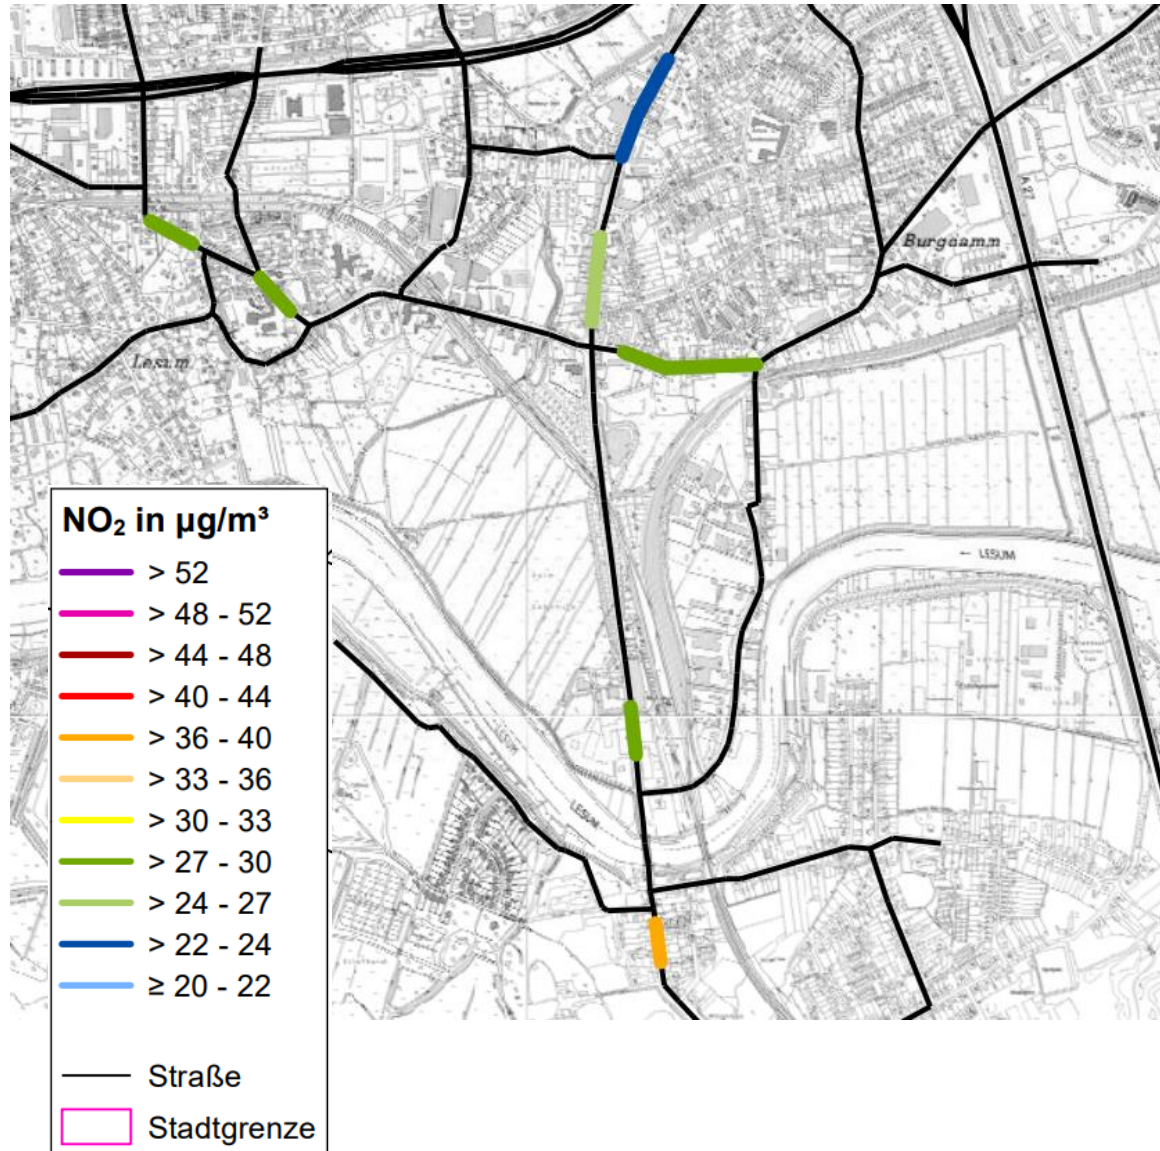 A 27
Burgdamm
Lesum
← LESUM
LESUM
LESUM
NO₂ in µg/m³
> 52
> 48 - 52
> 44 - 48
> 40 - 44
> 36 - 40
> 33 - 36
> 30 - 33
> 27 - 30
> 24 - 27
> 22 - 24
≥ 20 - 22
Straße
Stadtgrenze